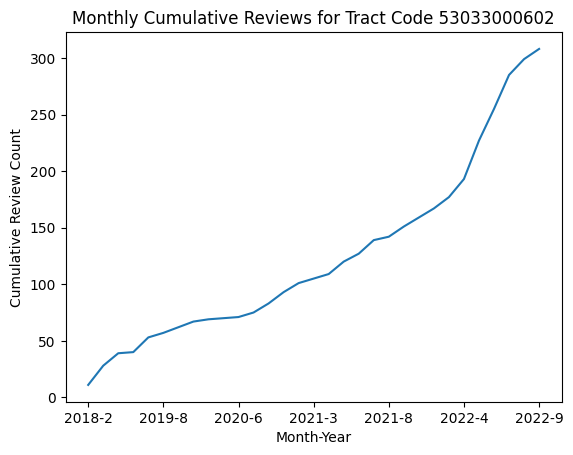 Monthly Cumulative Reviews for Tract Code 53033000602
300
250
200
150
100
50
0
Cumulative Review Count
2018-2 2019-8 2020-6 2021-3 2021-8 2022-4 2022-9
Month-Year